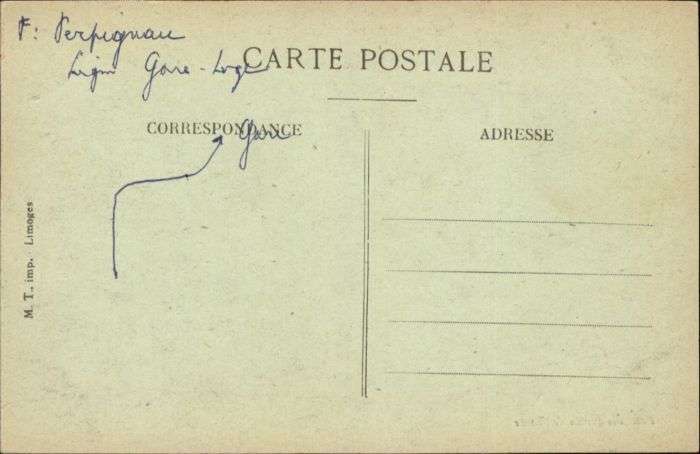 F: Perpignan
Ligne Gare-Loge
CARTE POSTALE
CORRESPONDANCE
Gare
ADRESSE
M. T., imp. Limoges